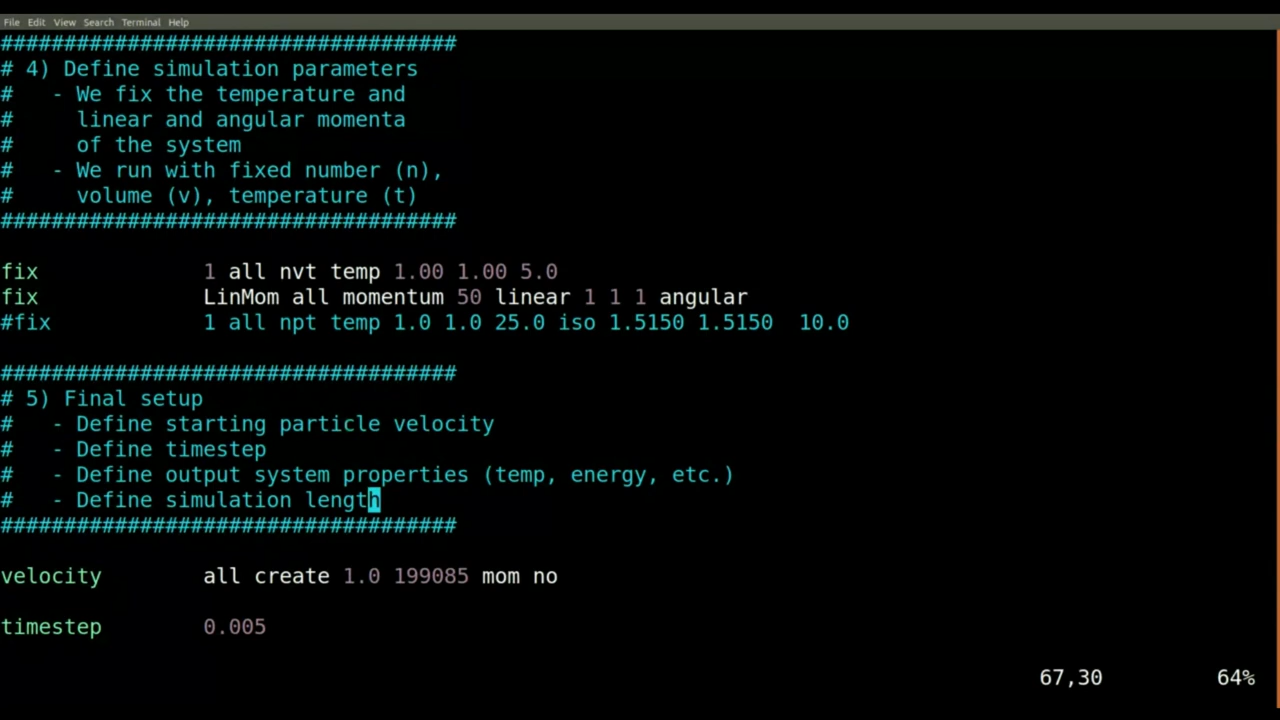 File Edit View Search Terminal Help
####################################
# 4) Define simulation parameters
#   - We fix the temperature and
#     linear and angular momenta
#     of the system
#   - We run with fixed number (n),
#     volume (v), temperature (t)
####################################
fix             1 all nvt temp 1.00 1.00 5.0
fix             LinMom all momentum 50 linear 1 1 1 angular
#fix            1 all npt temp 1.0 1.0 25.0 iso 1.5150 1.5150  10.0
####################################
# 5) Final setup
#   - Define starting particle velocity
#   - Define timestep
#   - Define output system properties (temp, energy, etc.)
#   - Define simulation length
####################################
velocity        all create 1.0 199085 mom no
timestep        0.005
67,30         64%